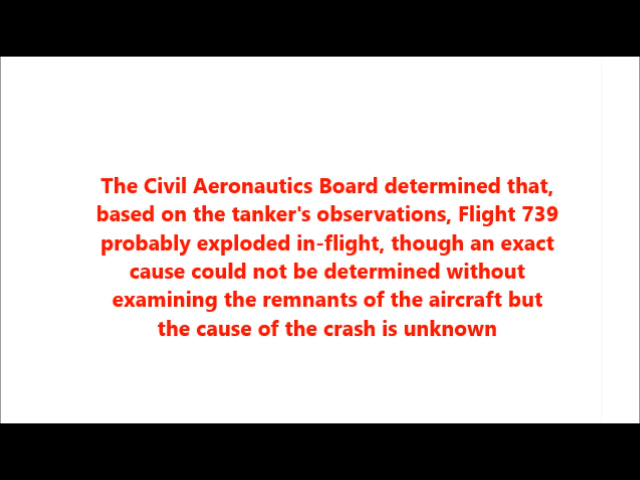 The Civil Aeronautics Board determined that,
based on the tanker's observations, Flight 739
probably exploded in-flight, though an exact
cause could not be determined without
examining the remnants of the aircraft but
the cause of the crash is unknown